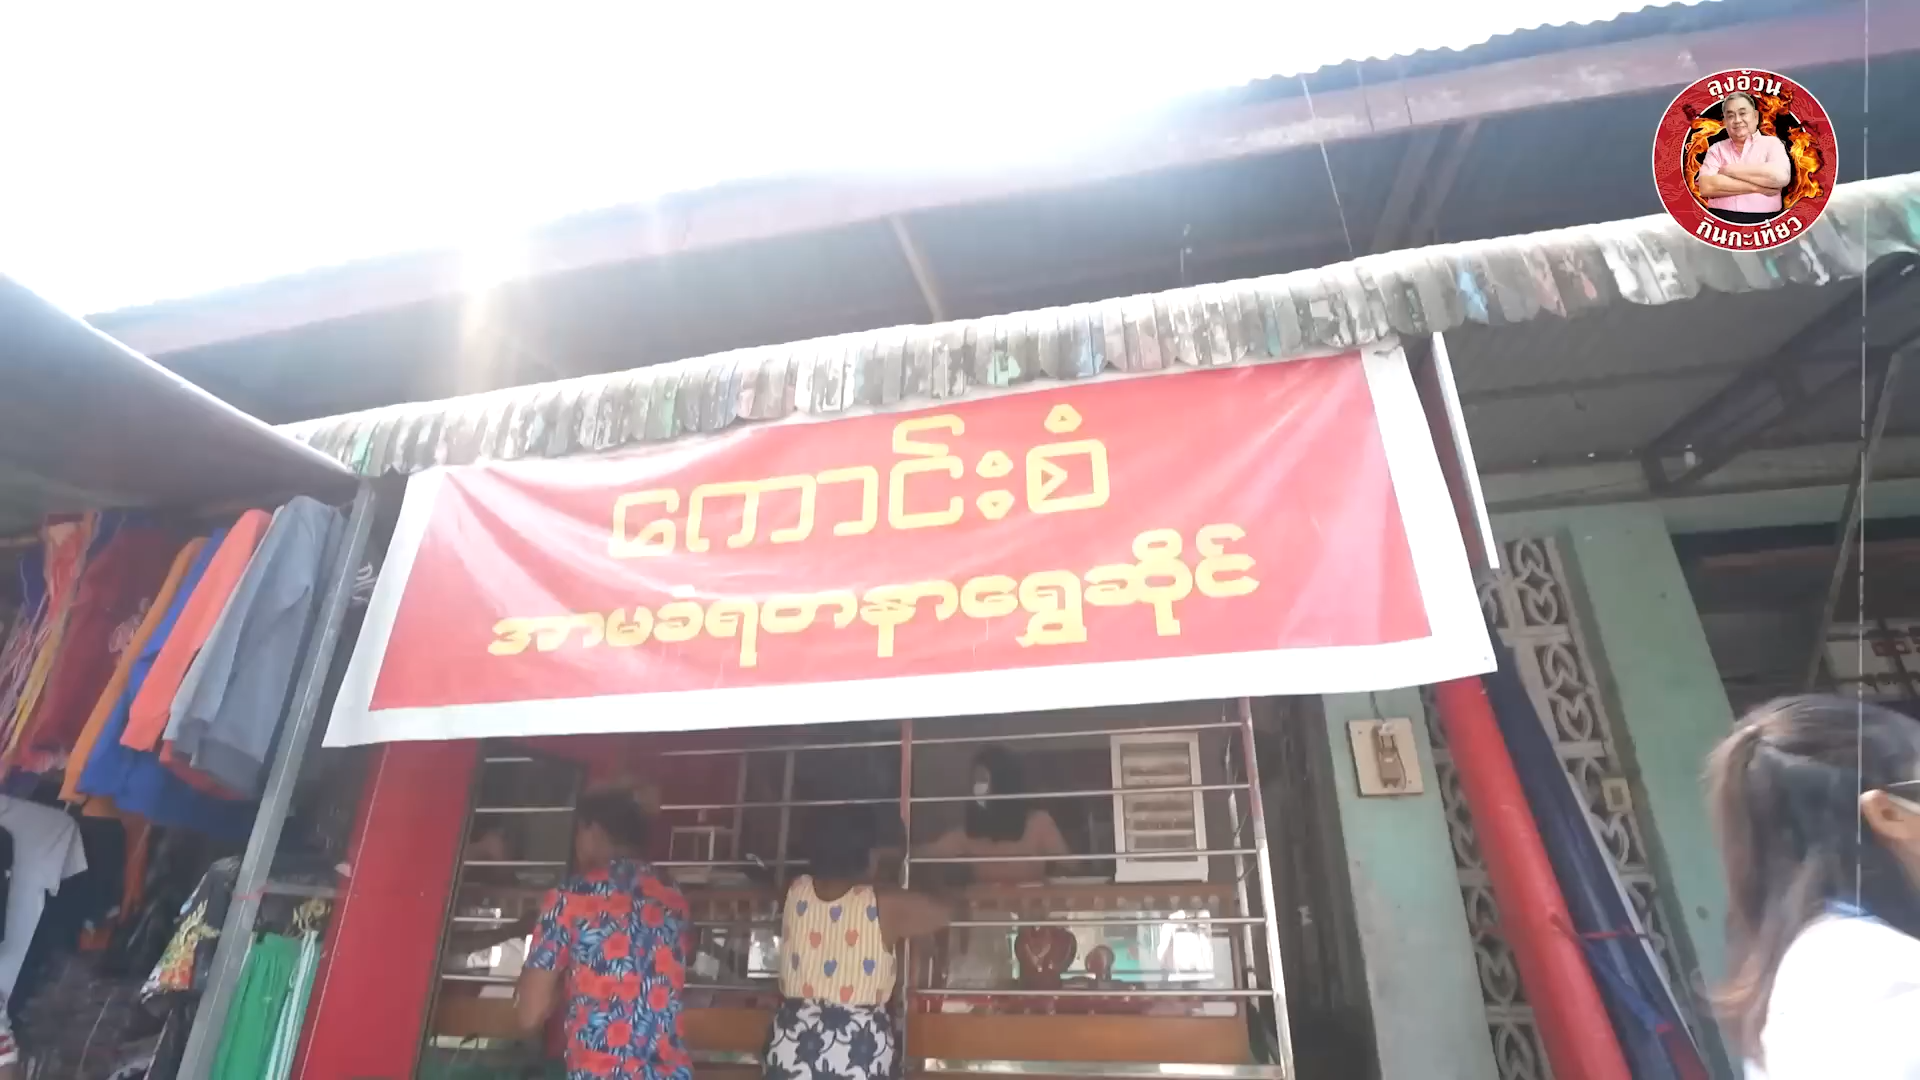 ลุงอ้วน
กินกะเที่ยว
ကောင်းစံ
အာမခံရတနာရွှေဆိုင်